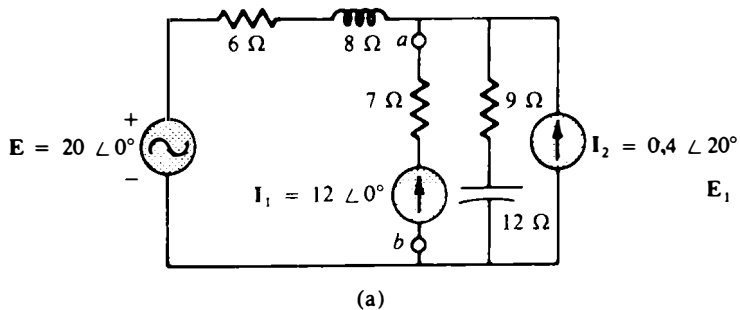 6 Ω
8 Ω
a
7 Ω
9 Ω
+
E = 20 ∠0°
−
I₁ = 12 ∠0°
I₂ = 0,4 ∠20°
E₁
12 Ω
b
(a)